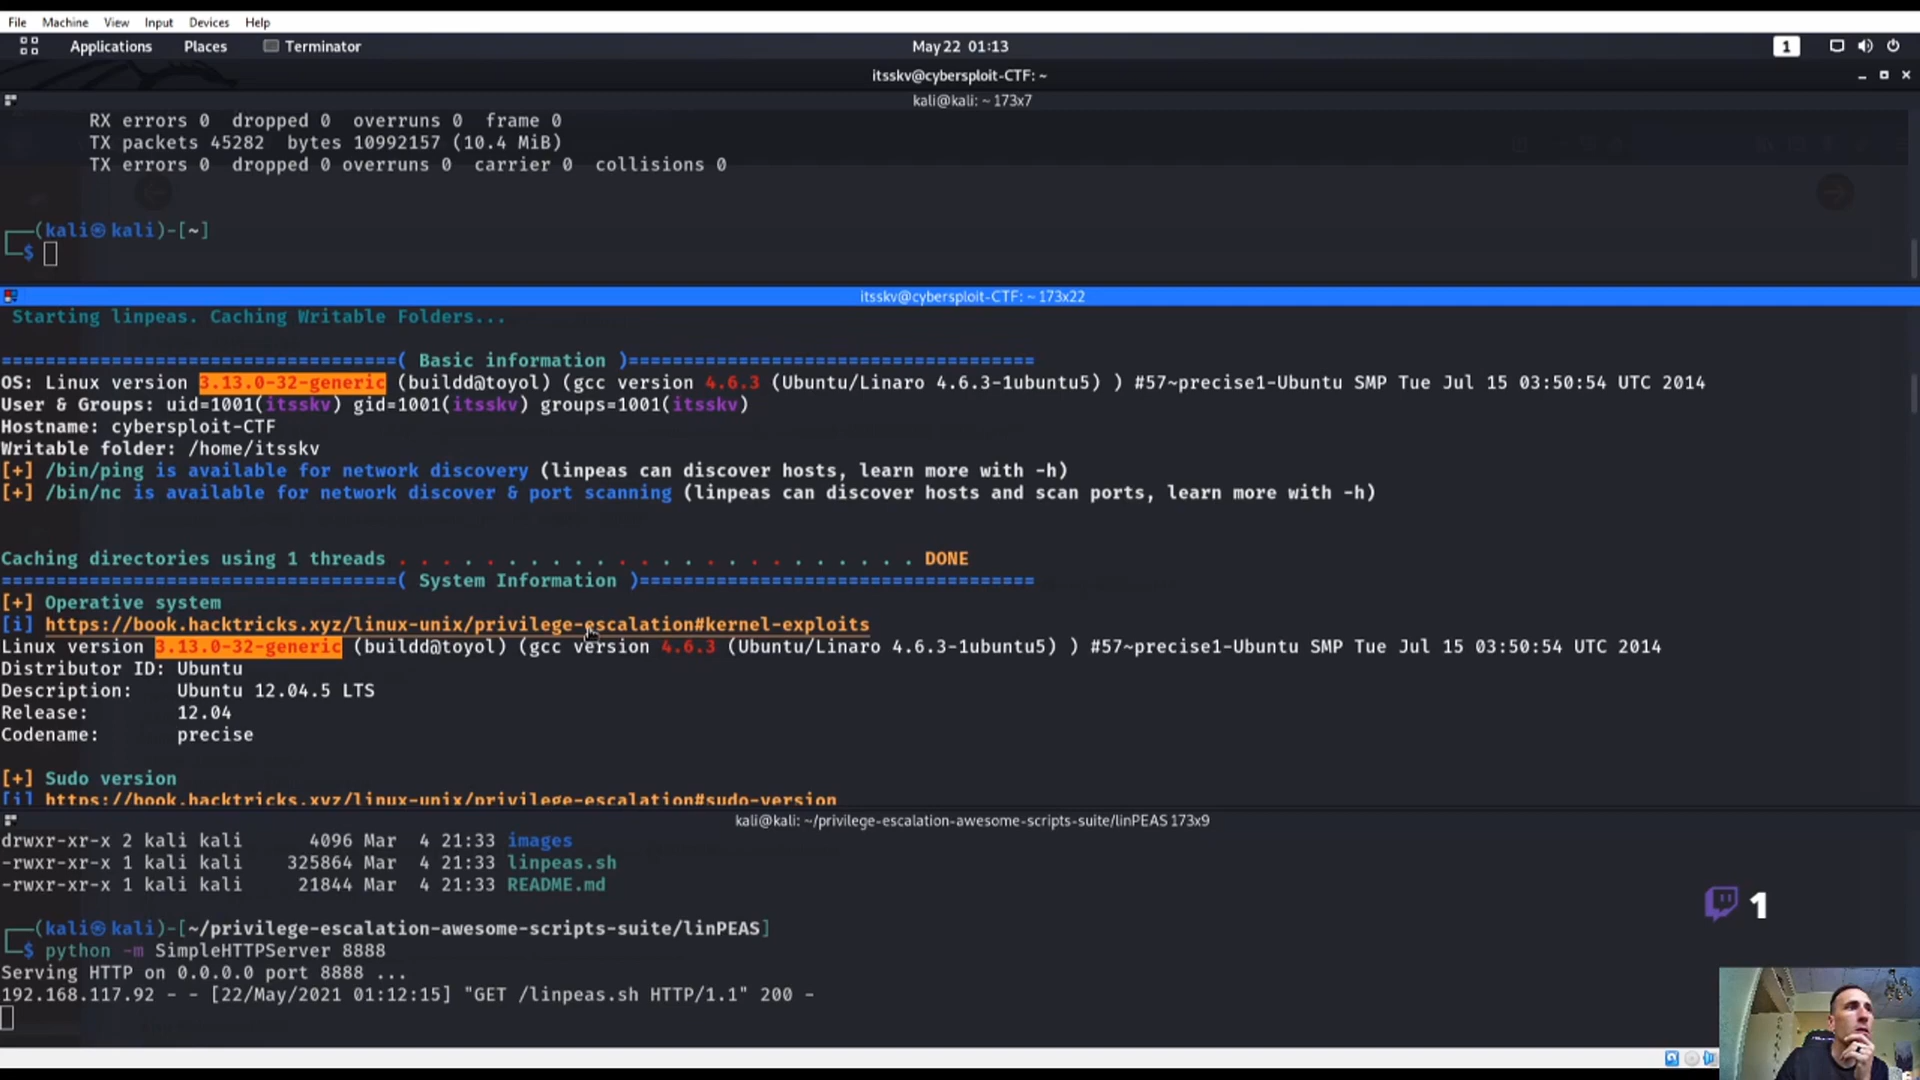 File Machine View Input Devices Help
Applications Places Terminator May 22 01:13 1
itsskv@cybersploit-CTF: ~
kali@kali: ~ 173x7
RX errors 0 dropped 0 overruns 0 frame 0
TX packets 45282 bytes 10992157 (10.4 MiB)
TX errors 0 dropped 0 overruns 0 carrier 0 collisions 0
┌──(kali㉿kali)-[~]
└─$
itsskv@cybersploit-CTF: ~ 173x22
Starting linpeas. Caching Writable Folders...
====================================( Basic information )====================================
OS: Linux version 3.13.0-32-generic (buildd@toyol) (gcc version 4.6.3 (Ubuntu/Linaro 4.6.3-1ubuntu5) ) #57~precise1-Ubuntu SMP Tue Jul 15 03:50:54 UTC 2014
User & Groups: uid=1001(itsskv) gid=1001(itsskv) groups=1001(itsskv)
Hostname: cybersploit-CTF
Writable folder: /home/itsskv
[+] /bin/ping is available for network discovery (linpeas can discover hosts, learn more with -h)
[+] /bin/nc is available for network discover & port scanning (linpeas can discover hosts and scan ports, learn more with -h)
Caching directories using 1 threads . . . . . . . . . . . . . . . . . . . . . . . . DONE
====================================( System Information )====================================
[+] Operative system
[i] https://book.hacktricks.xyz/linux-unix/privilege-escalation#kernel-exploits
Linux version 3.13.0-32-generic (buildd@toyol) (gcc version 4.6.3 (Ubuntu/Linaro 4.6.3-1ubuntu5) ) #57~precise1-Ubuntu SMP Tue Jul 15 03:50:54 UTC 2014
Distributor ID: Ubuntu
Description: Ubuntu 12.04.5 LTS
Release: 12.04
Codename: precise
[+] Sudo version
[i] https://book.hacktricks.xyz/linux-unix/privilege-escalation#sudo-version
kali@kali: ~/privilege-escalation-awesome-scripts-suite/linPEAS 173x9
drwxr-xr-x 2 kali kali 4096 Mar 4 21:33 images
-rwxr-xr-x 1 kali kali 325864 Mar 4 21:33 linpeas.sh
-rwxr-xr-x 1 kali kali 21844 Mar 4 21:33 README.md
┌──(kali㉿kali)-[~/privilege-escalation-awesome-scripts-suite/linPEAS]
└─$ python -m SimpleHTTPServer 8888
Serving HTTP on 0.0.0.0 port 8888 ...
192.168.117.92 - - [22/May/2021 01:12:15] "GET /linpeas.sh HTTP/1.1" 200 -
1